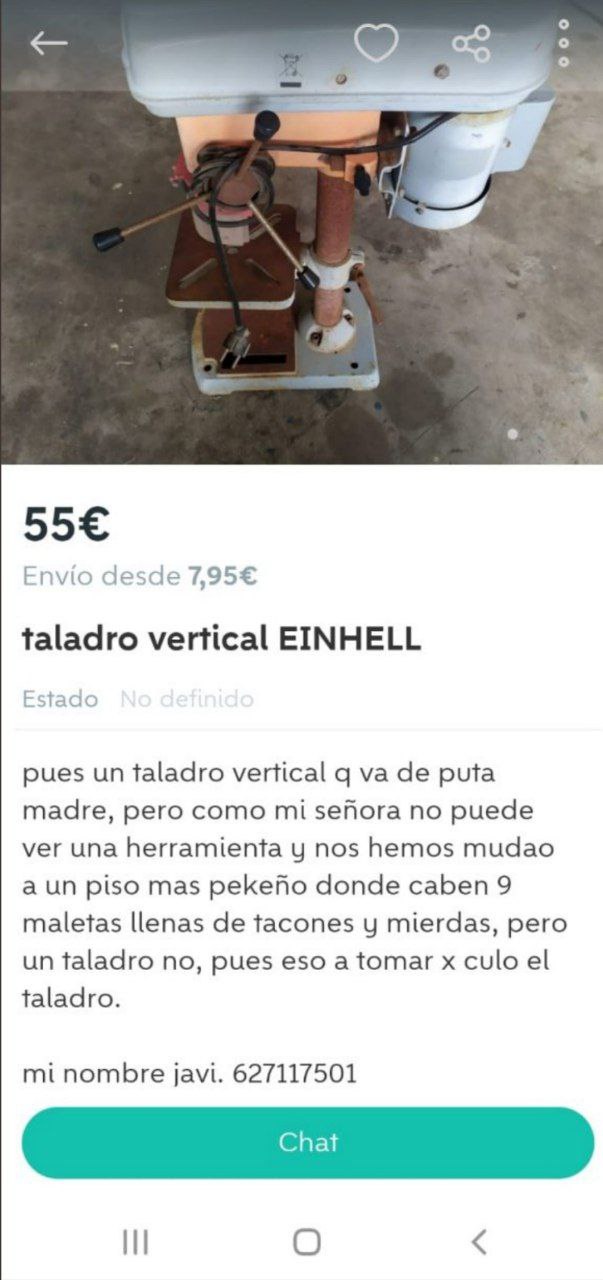 55€
Envío desde 7,95€
taladro vertical EINHELL
Estado No definido
pues un taladro vertical q va de puta
madre, pero como mi señora no puede
ver una herramienta y nos hemos mudao
a un piso mas pekeño donde caben 9
maletas llenas de tacones y mierdas, pero
un taladro no, pues eso a tomar x culo el
taladro.
mi nombre javi. 627117501
Chat